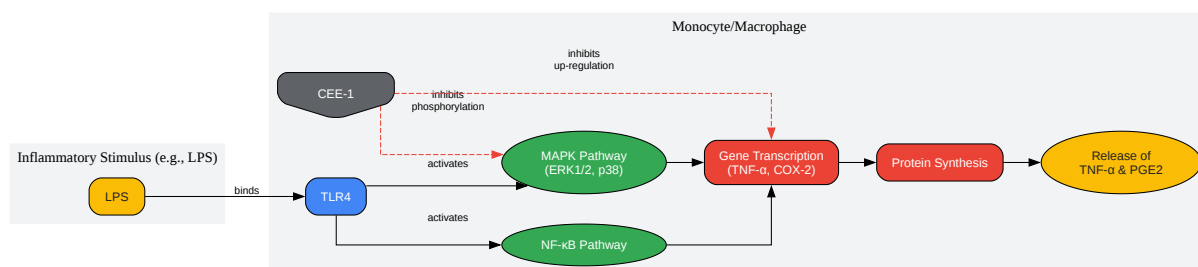 Monocyte/Macrophage
inhibits
up-regulation
CEE-1
inhibits
phosphorylation
Inflammatory Stimulus (e.g., LPS)
LPS
binds
TLR4
activates
MAPK Pathway
(ERK1/2, p38)
Gene Transcription
(TNF-α, COX-2)
Protein Synthesis
Release of
TNF-α & PGE2
activates
NF-κB Pathway